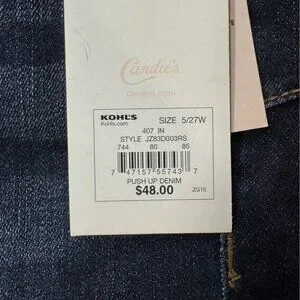 Candie's
candies.com
KOHL'S
Kohls.com
SIZE 5/27W
407 IN
STYLE JZ83D003RS
744 60 85
7 47157 55743 7
PUSH UP DENIM
$48.00
ZG15